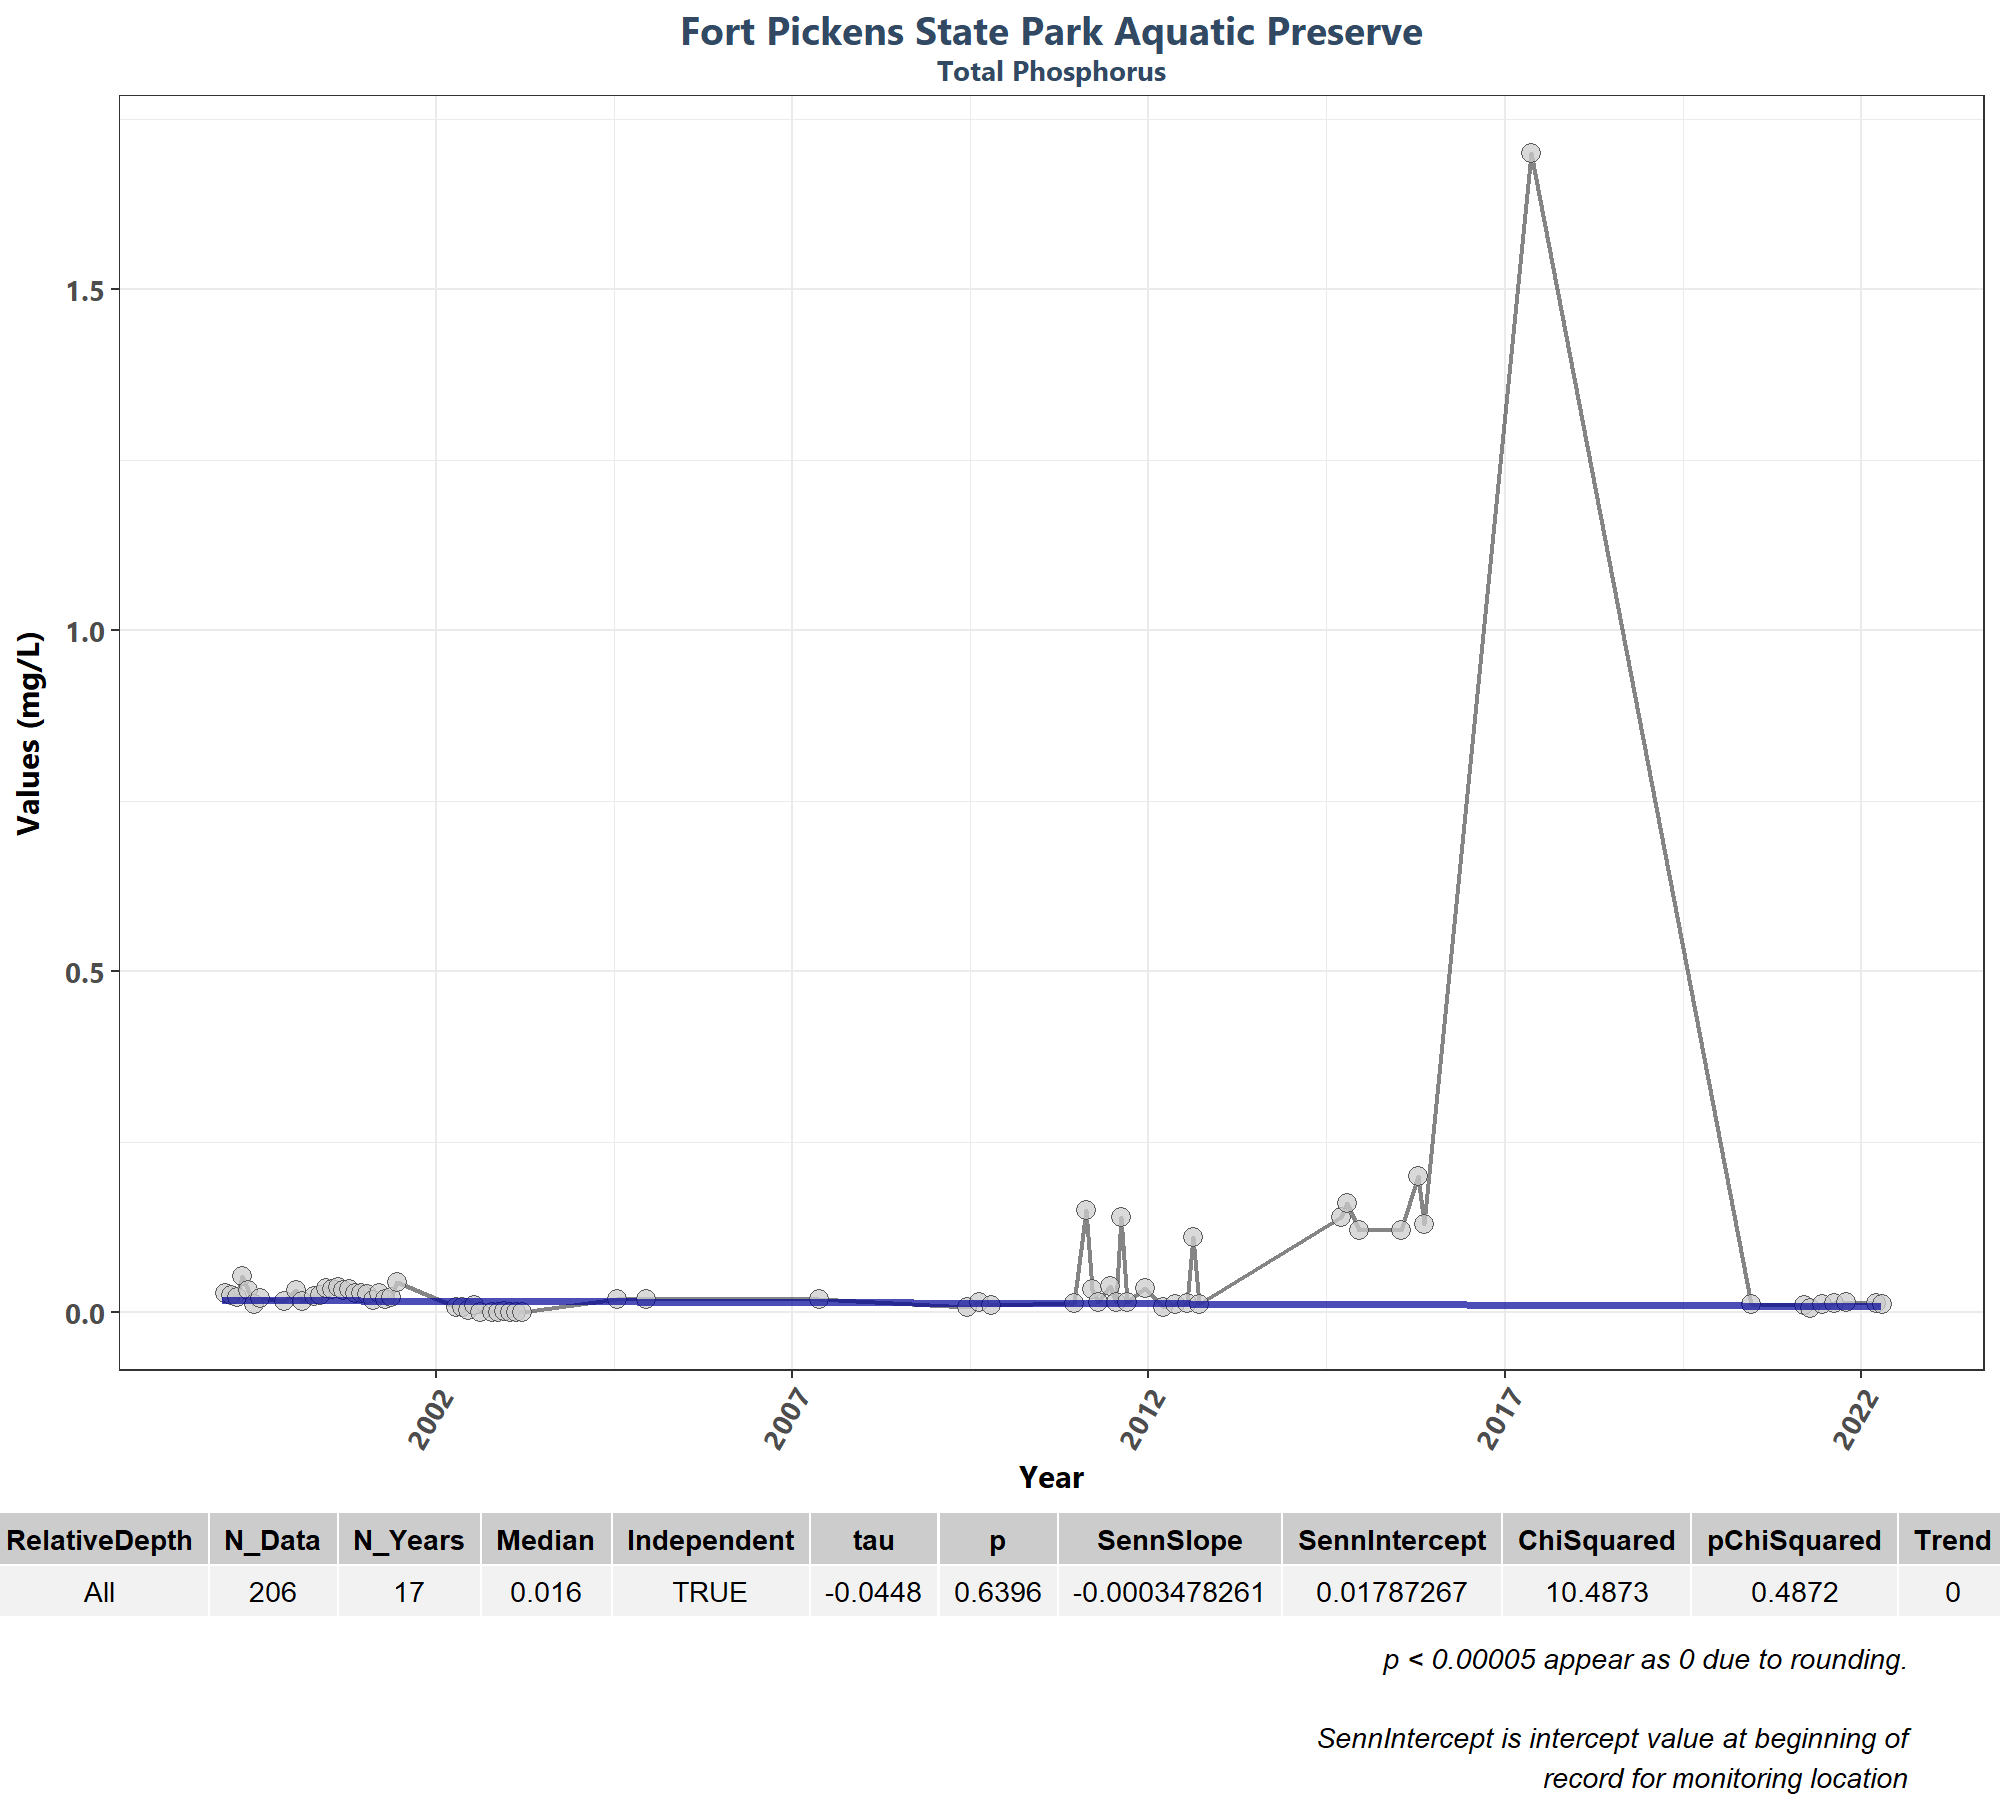 Fort Pickens State Park Aquatic Preserve
Total Phosphorus
Values (mg/L)
1.5
1.0
0.5
0.0
2002 2007 2012 2017 2022
Year
RelativeDepth N_Data N_Years Median Independent tau p SennSlope SennIntercept ChiSquared pChiSquared Trend
All 206 17 0.016 TRUE -0.0448 0.6396 -0.0003478261 0.01787267 10.4873 0.4872 0
p < 0.00005 appear as 0 due to rounding.
SennIntercept is intercept value at beginning of
record for monitoring location